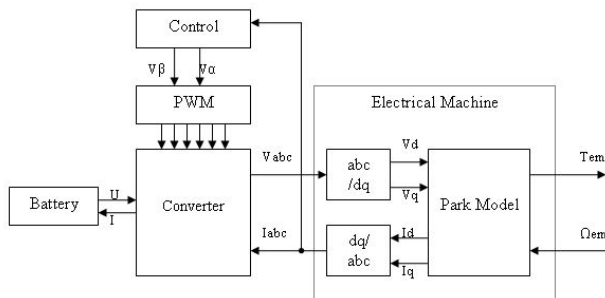 Control
Vβ Vα
PWM
Electrical Machine
Vabc
abc
/dq
Vd
Vq
Park Model
Tem
Battery
U
I
Converter
Iabc
dq/
abc
Id
Iq
Ωem